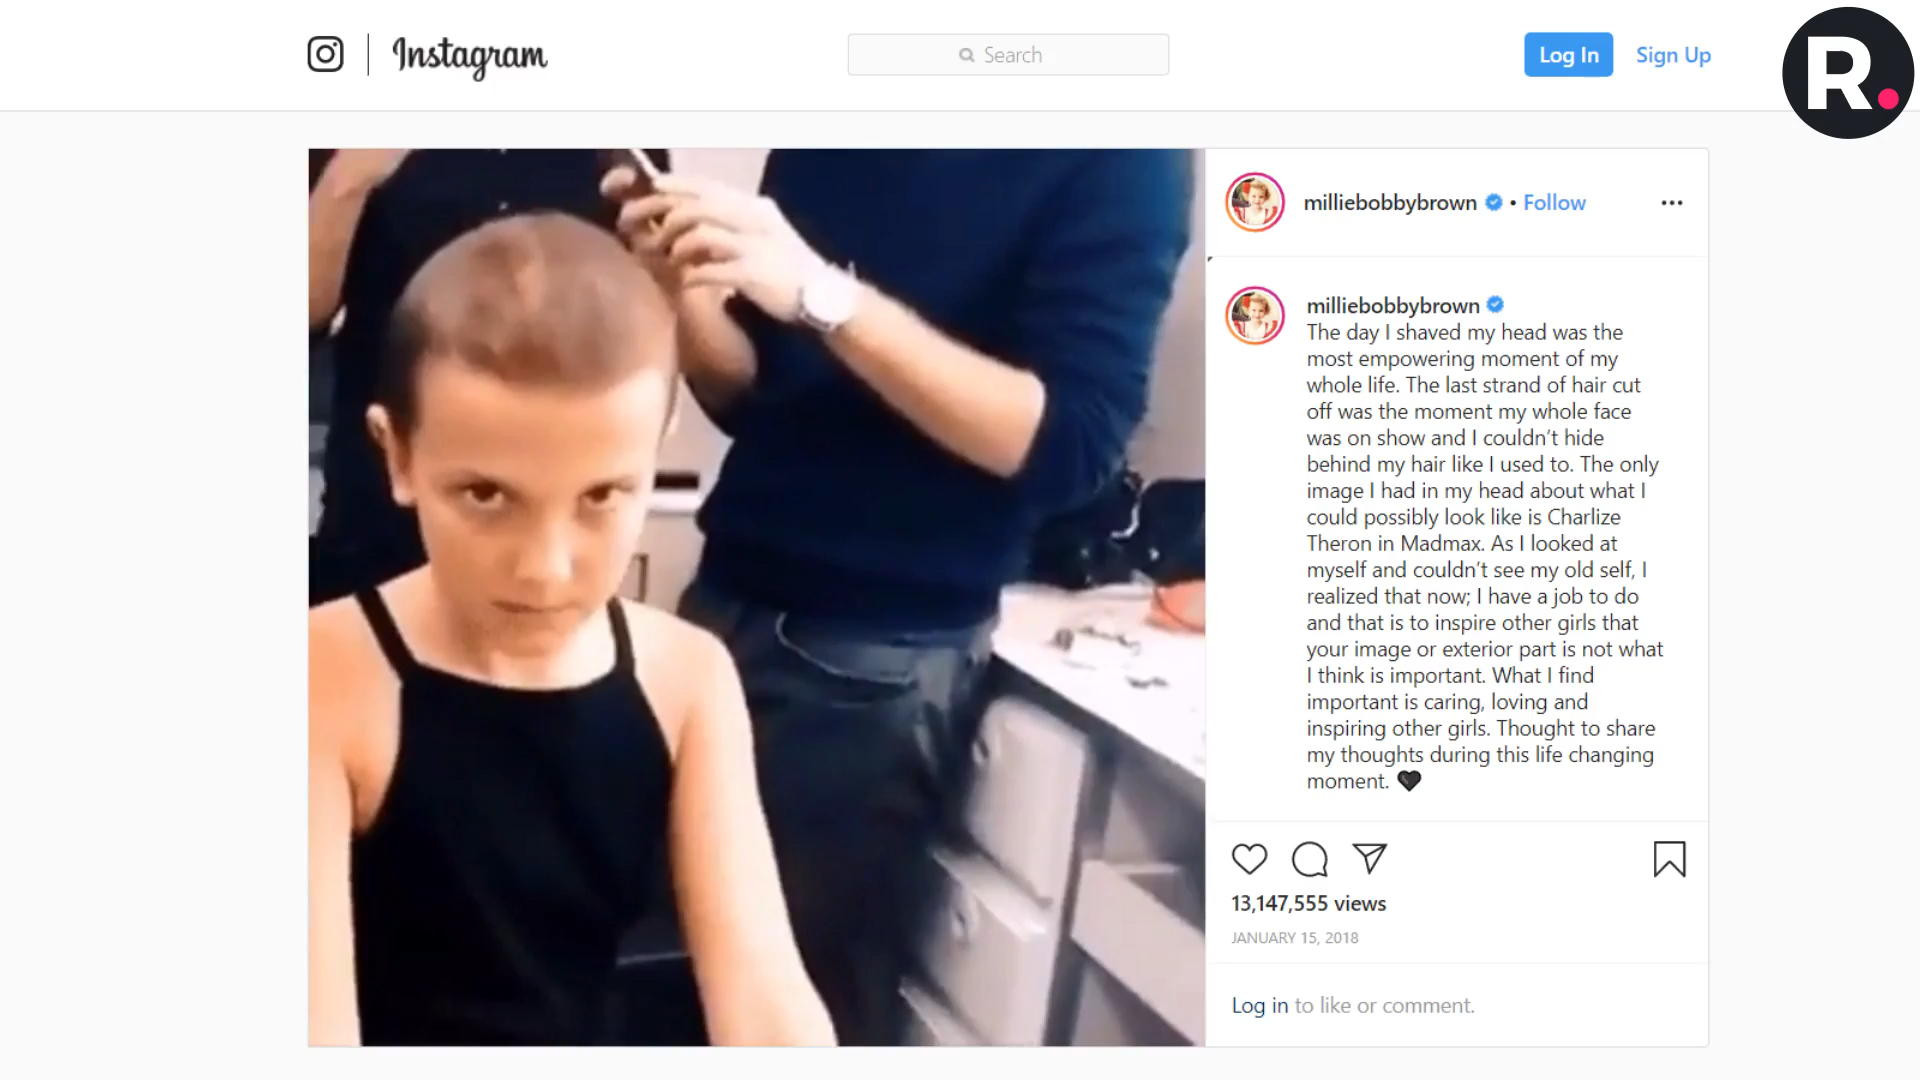 Instagram
Search
Log In
Sign Up
R.
milliebobbybrown • Follow
milliebobbybrown
The day I shaved my head was the
most empowering moment of my
whole life. The last strand of hair cut
off was the moment my whole face
was on show and I couldn’t hide
behind my hair like I used to. The only
image I had in my head about what I
could possibly look like is Charlize
Theron in Madmax. As I looked at
myself and couldn’t see my old self, I
realized that now; I have a job to do
and that is to inspire other girls that
your image or exterior part is not what
I think is important. What I find
important is caring, loving and
inspiring other girls. Thought to share
my thoughts during this life changing
moment. 🖤
13,147,555 views
JANUARY 15, 2018
Log in to like or comment.